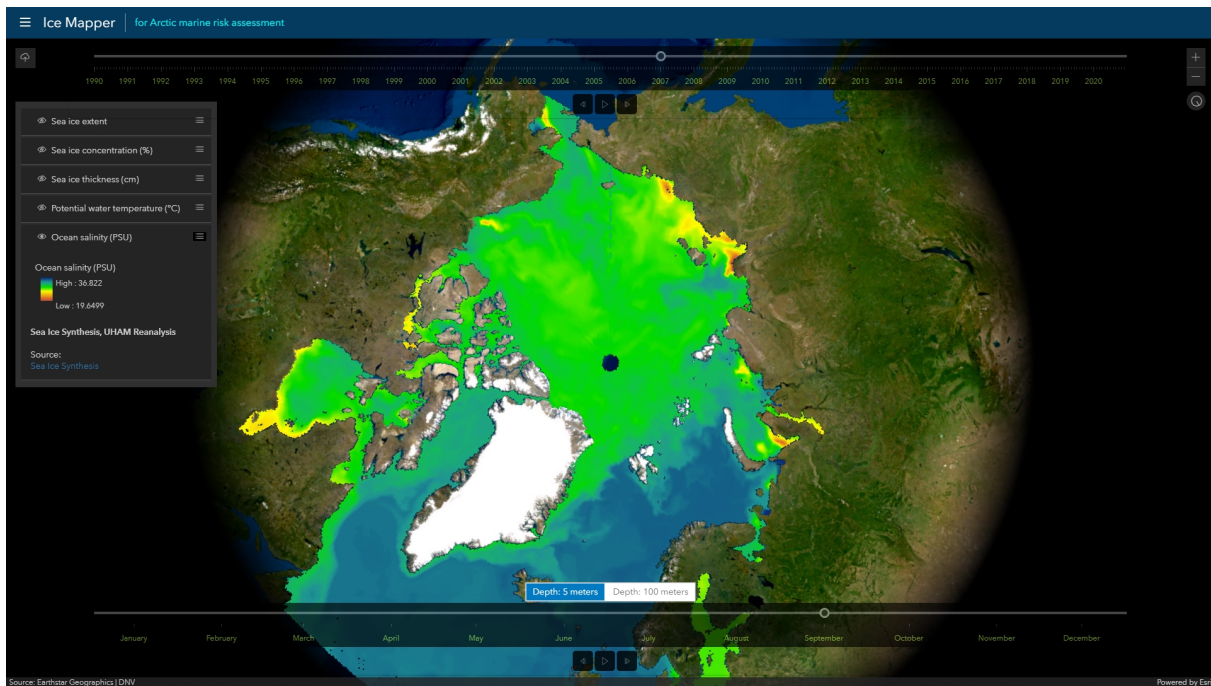 Ice Mapper
for Arctic marine risk assessment
1990 1991 1992 1993 1994 1995 1996 1997 1998 1999 2000 2001 2002 2003 2004 2005 2006 2007 2008 2009 2010 2011 2012 2013 2014 2015 2016 2017 2018 2019 2020
Sea ice extent
Sea ice concentration (%)
Sea ice thickness (cm)
Potential water temperature (°C)
Ocean salinity (PSU)
Ocean salinity (PSU)
High : 36.822
Low : 19.6499
Sea Ice Synthesis, UHAM Reanalysis
Source:
Sea Ice Synthesis
Depth: 5 meters Depth: 100 meters
January February March April May June July August September October November December
Source: Earthstar Geographics | DNV Powered by Esri